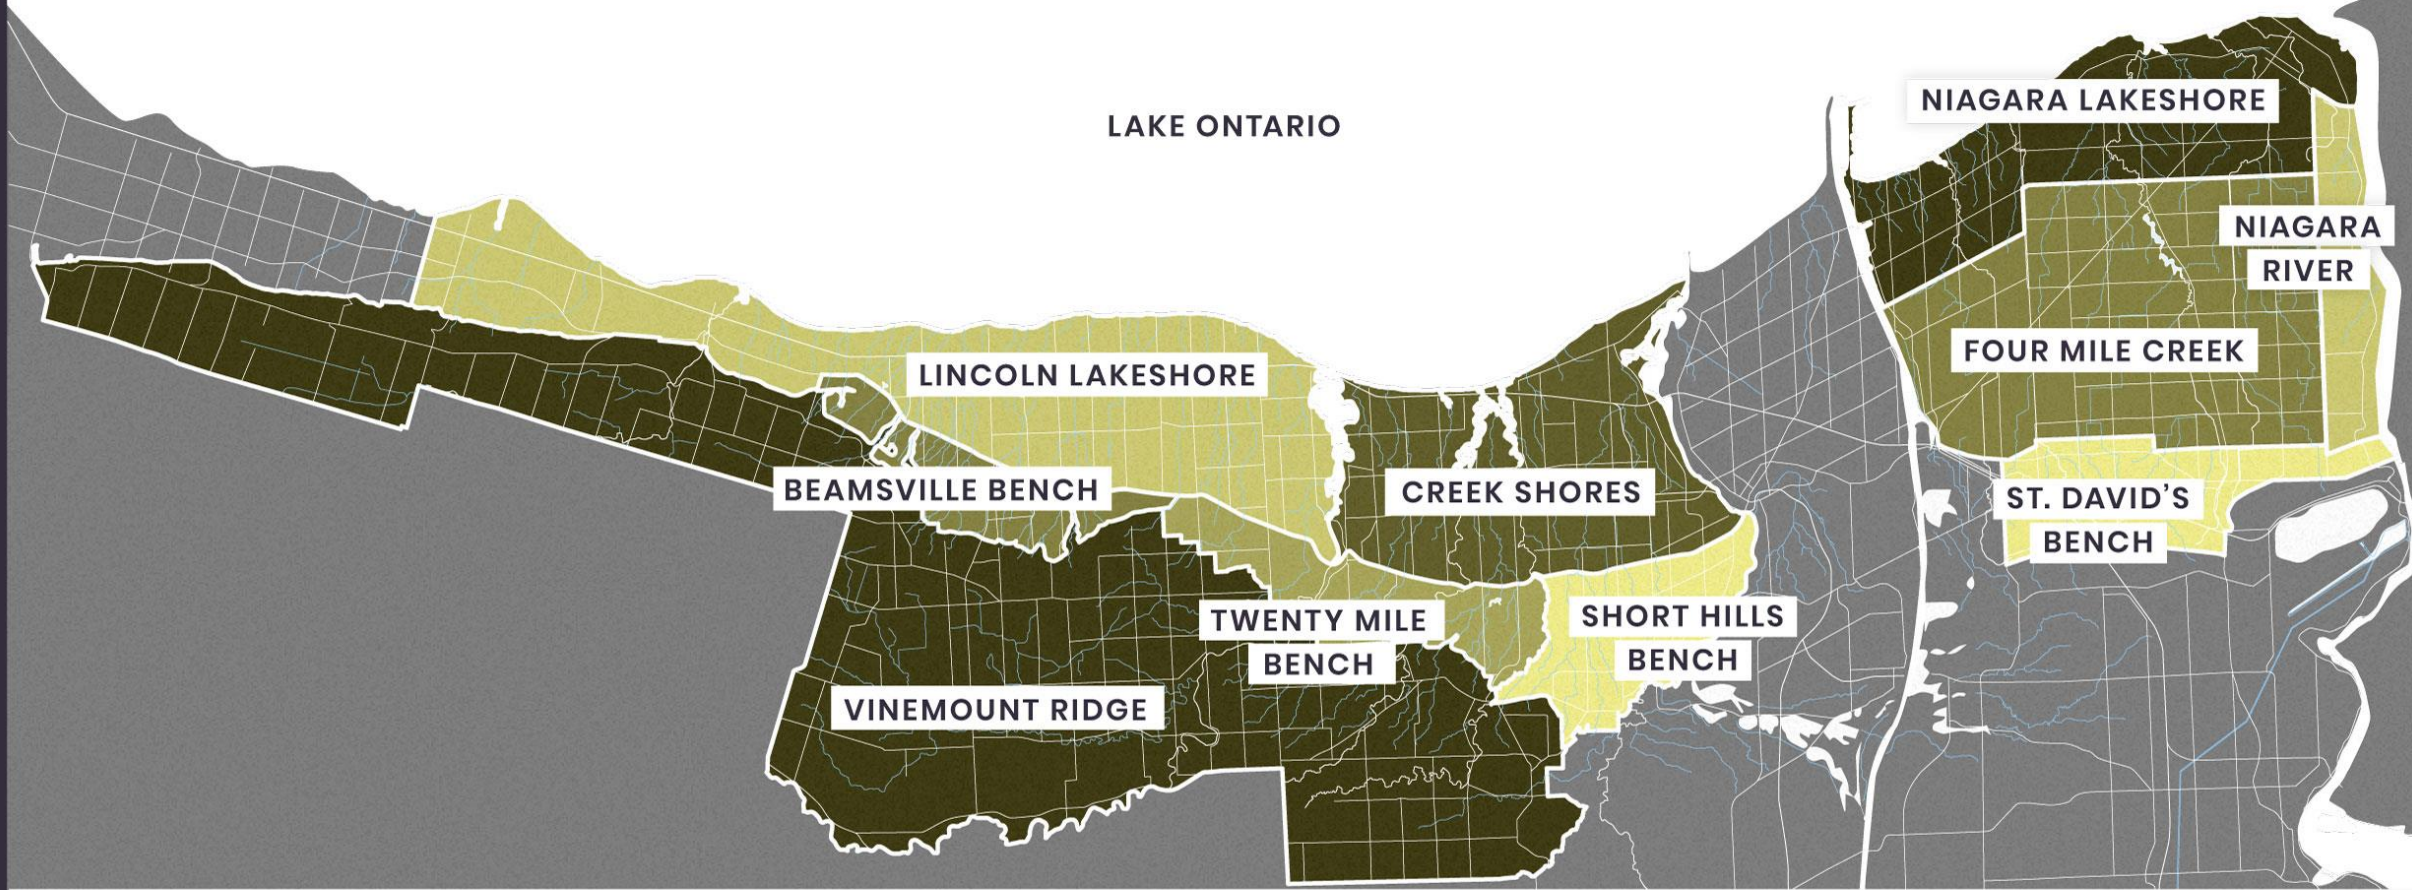 NIAGARA LAKESHORE
LAKE ONTARIO
NIAGARA
RIVER
FOUR MILE CREEK
LINCOLN LAKESHORE
BEAMSVILLE BENCH
CREEK SHORES
ST. DAVID’S
BENCH
TWENTY MILE
BENCH
SHORT HILLS
BENCH
VINEMOUNT RIDGE